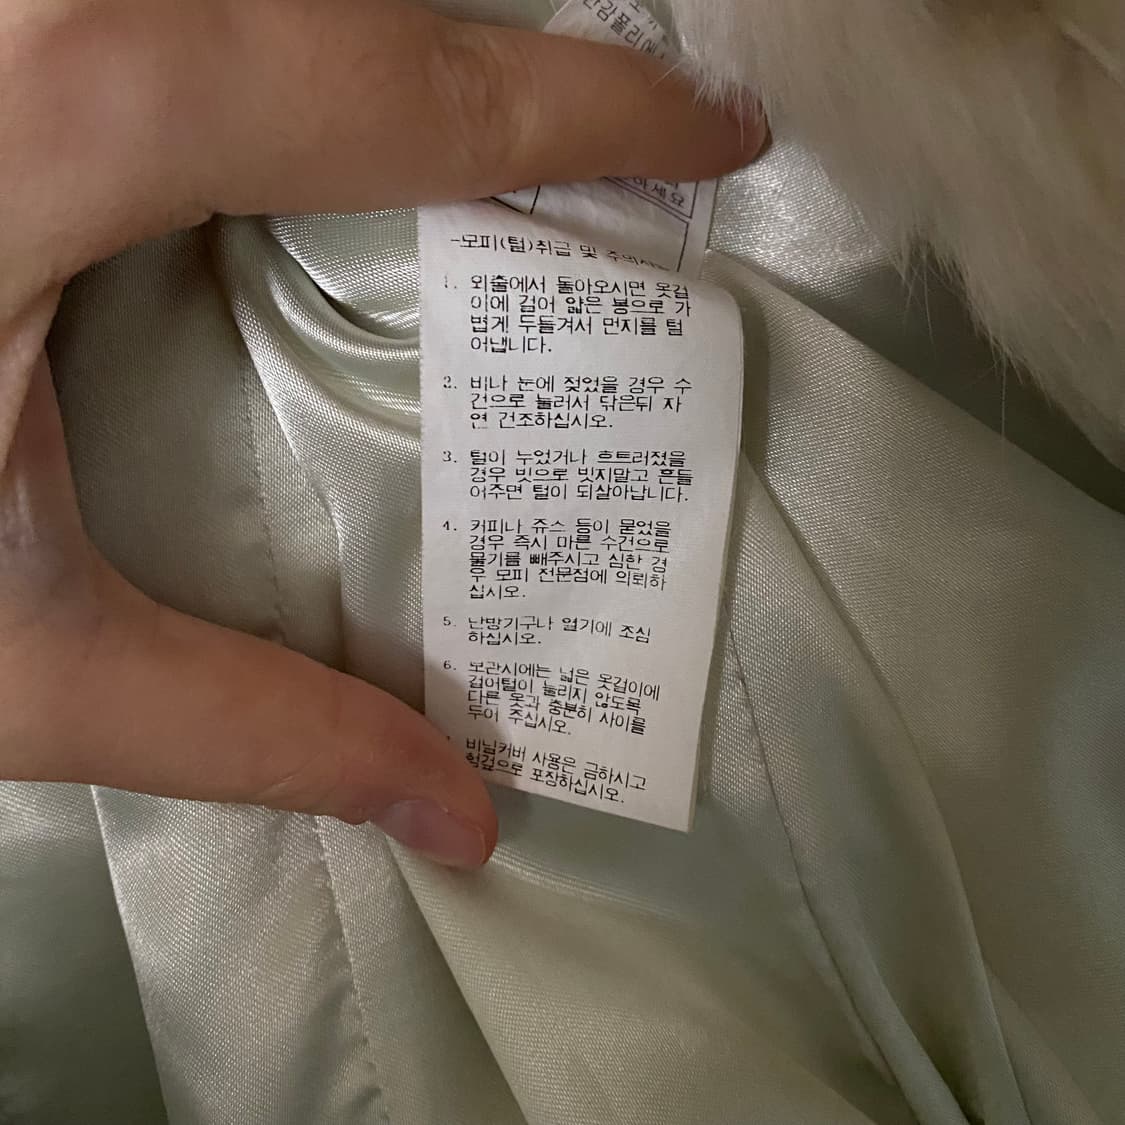 안감폴리에
하세요
-모피(털)취급 및 주의사
1. 외출에서 돌아오시면 옷걸
이에 걸어 얇은 봉으로 가
볍게 두들겨서 먼지를 털
어냅니다.
2. 비나 눈에 젖었을 경우 수
건으로 눌러서 닦은뒤 자
연 건조하십시오.
3. 털이 누었거나 흐트러졌을
경우 빗으로 빗지말고 흔들
어주면 털이 되살아납니다.
4. 커피나 쥬스 등이 묻었을
경우 즉시 마른 수건으로
물기를 빼주시고 심한 경
우 모피 전문점에 의뢰하
십시오.
5. 난방기구나 열기에 조심
하십시오.
6. 보관시에는 넓은 옷걸이에
걸어털이 눌리지 않도록
다른 옷과 충분히 사이를
두어 주십시오.
비닐커버 사용은 금하시고
헝겊으로 포장하십시오.